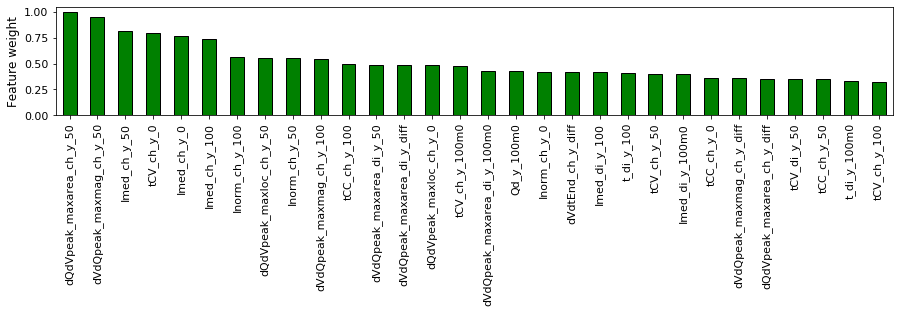 1.00
0.75
0.50
0.25
0.00
Feature weight
dQdVpeak_maxarea_ch_y_50
dVdQpeak_maxmag_ch_y_50
Imed_ch_y_50
tCV_ch_y_0
Imed_ch_y_0
Imed_ch_y_100
Inorm_ch_y_100
dQdVpeak_maxloc_ch_y_50
Inorm_ch_y_50
dVdQpeak_maxmag_ch_y_100
tCC_ch_y_100
dVdQpeak_maxarea_di_y_50
dVdQpeak_maxarea_di_y_diff
dQdVpeak_maxloc_ch_y_0
tCV_ch_y_100m0
dVdQpeak_maxarea_di_y_100m0
Qd_y_100m0
Inorm_ch_y_0
dVdtEnd_ch_y_diff
Imed_di_y_100
t_di_y_100
tCV_ch_y_50
Imed_di_y_100m0
tCC_ch_y_0
dVdQpeak_maxmag_ch_y_diff
dQdVpeak_maxarea_ch_y_diff
tCV_di_y_50
tCC_ch_y_50
t_di_y_100m0
tCV_ch_y_100